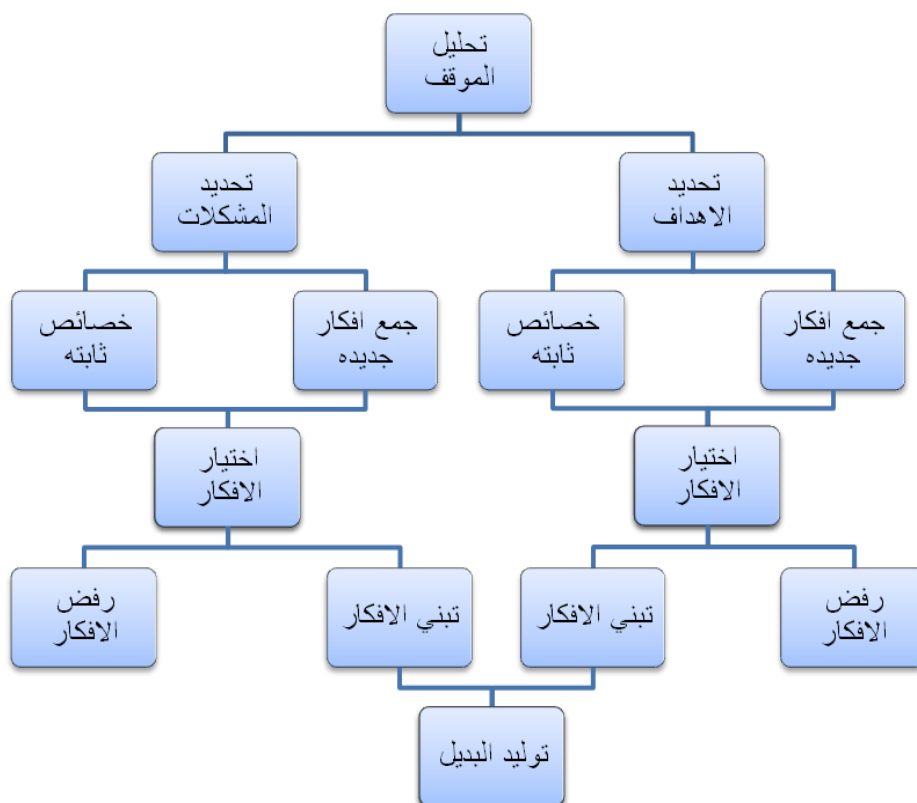 تحليل
الموقف
تحديد
الاهداف
تحديد
المشكلات
جمع افكار
جديده
خصائص
ثابته
جمع افكار
جديده
خصائص
ثابته
اختيار
الافكار
اختيار
الافكار
رفض
الافكار
تبني الافكار
تبني الافكار
رفض
الافكار
توليد البديل